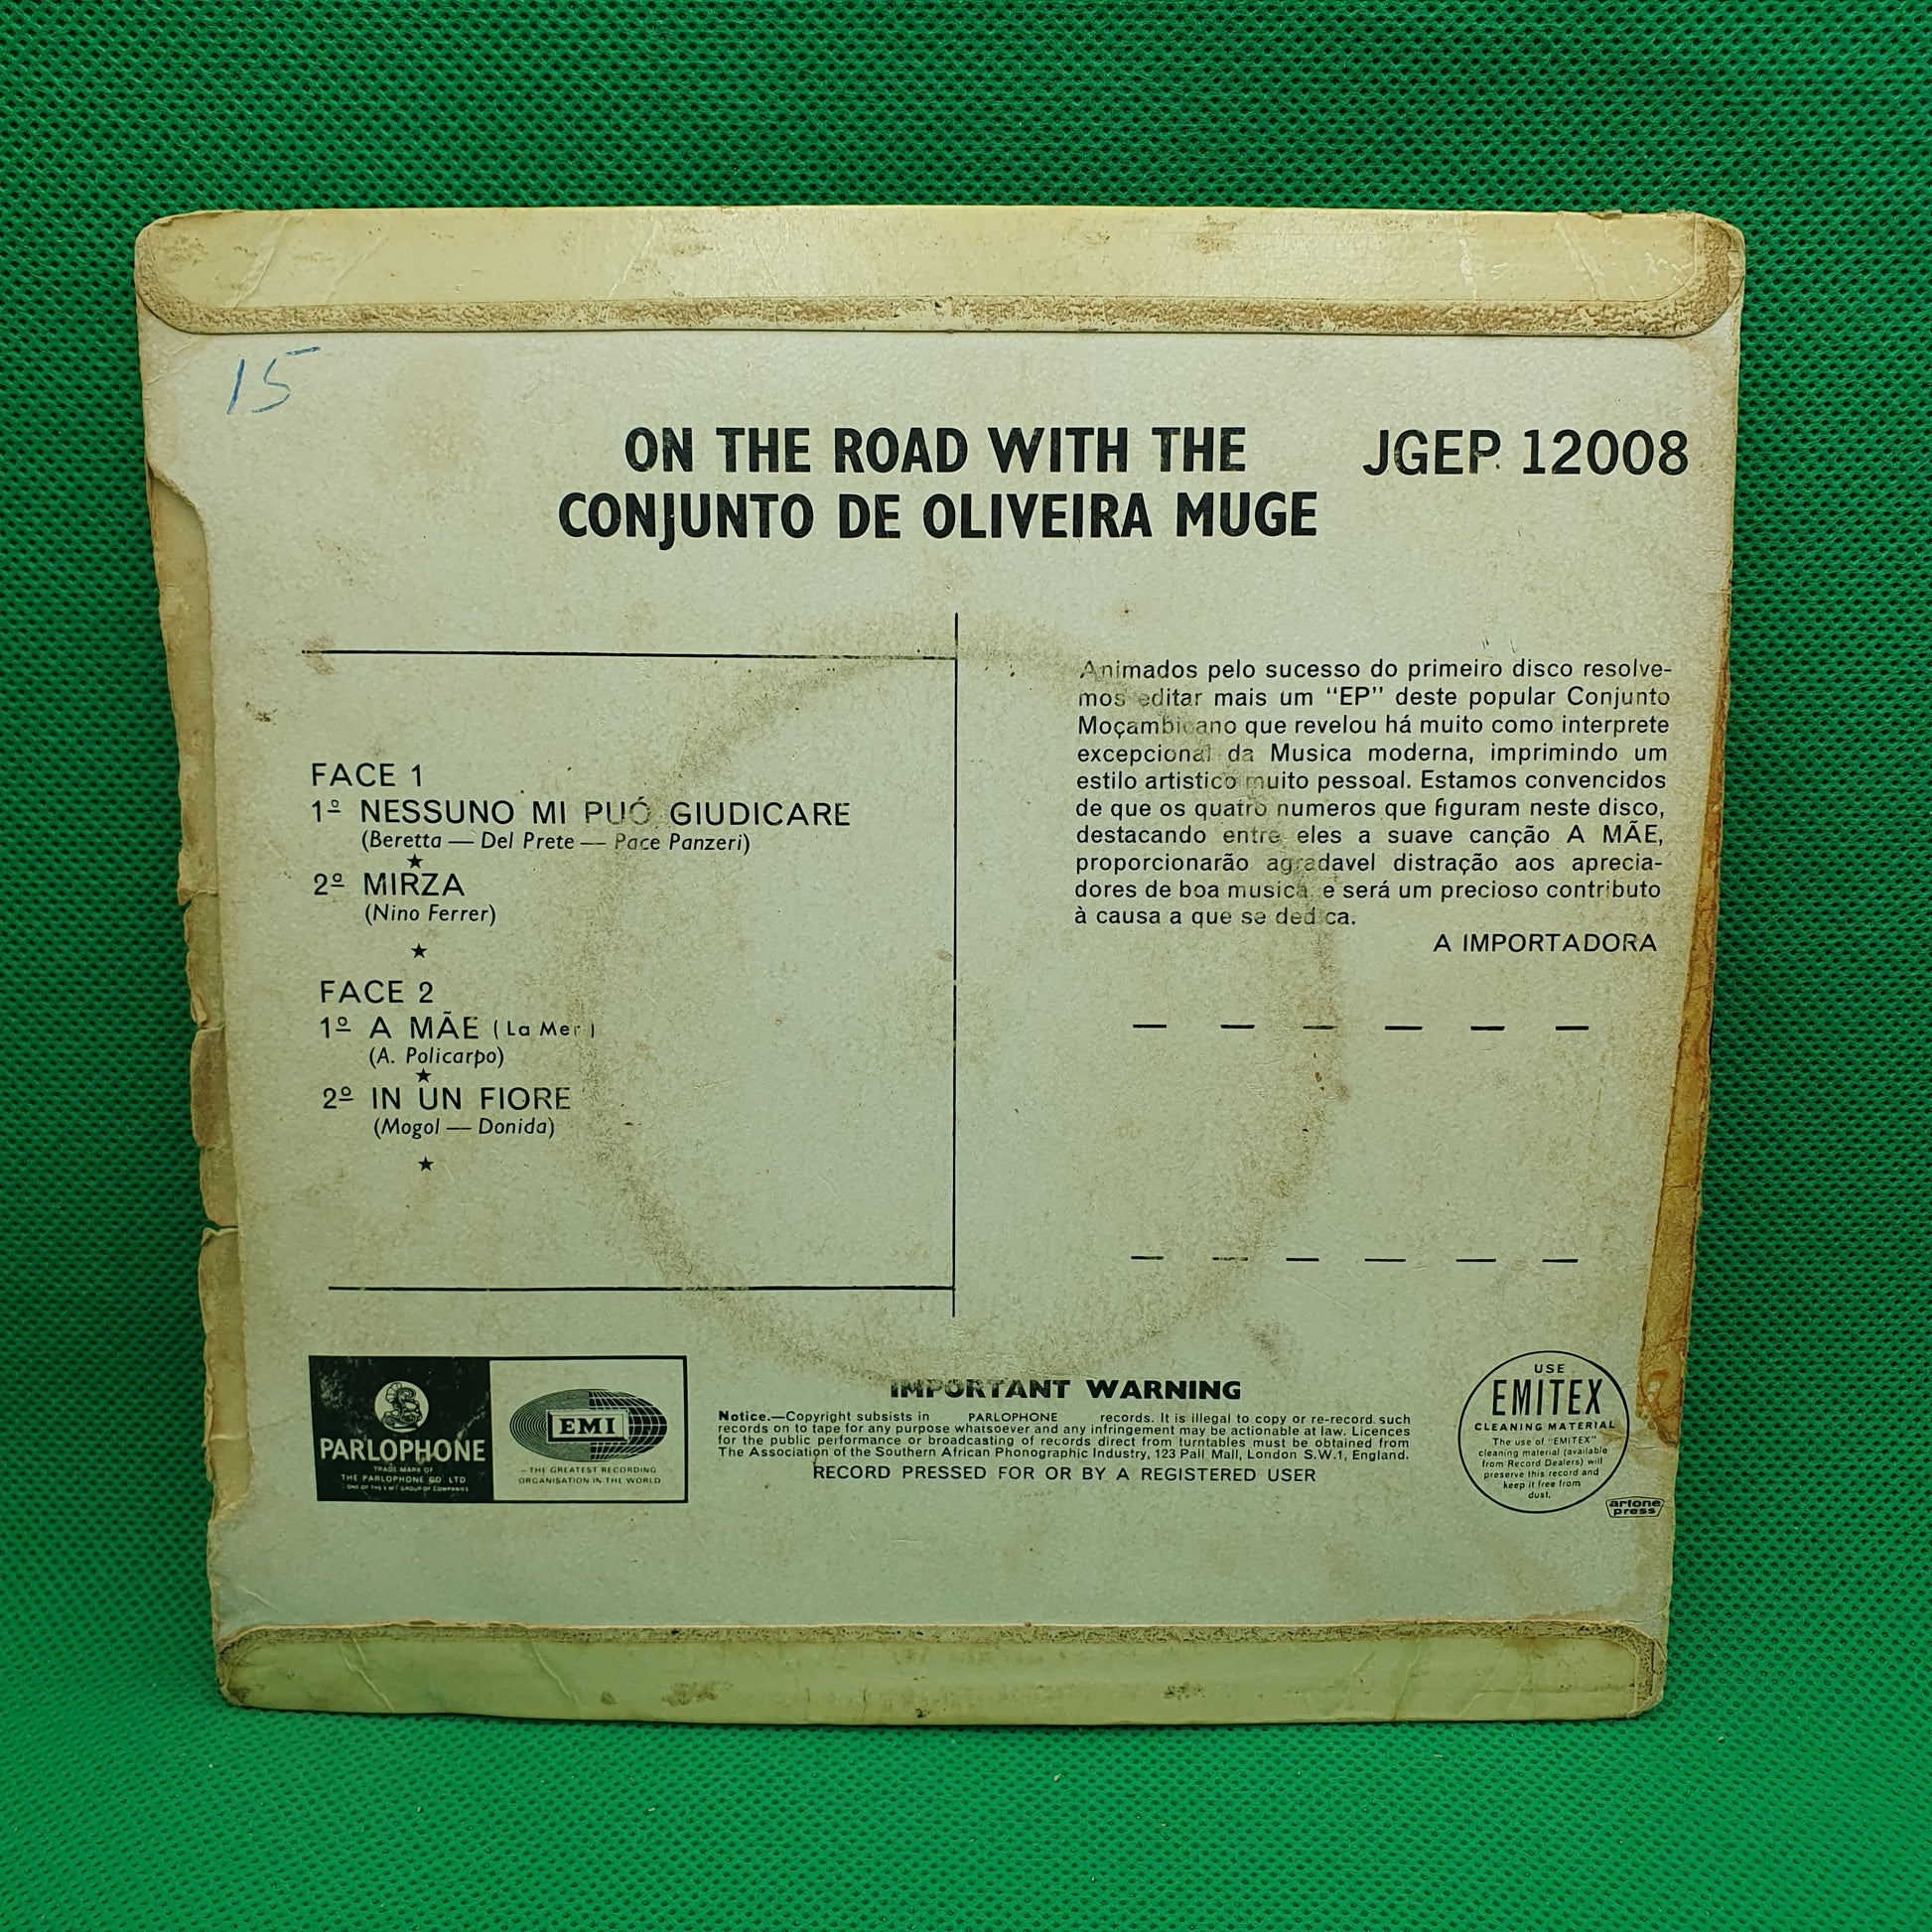 15
ON THE ROAD WITH THE
CONJUNTO DE OLIVEIRA MUGE
JGEP 12008
FACE 1
1º NESSUNO MI PUÓ GIUDICARE
(Beretta — Del Prete — Pace Panzeri)
★
2º MIRZA
(Nino Ferrer)
★
FACE 2
1º A MÃE ( La Mer )
(A. Policarpo)
★
2º IN UN FIORE
(Mogol — Donida)
★
Animados pelo sucesso do primeiro disco resolve-
mos editar mais um “EP” deste popular Conjunto
Moçambicano que revelou há muito como interprete
excepcional da Musica moderna, imprimindo um
estilo artistico muito pessoal. Estamos convencidos
de que os quatro numeros que figuram neste disco,
destacando entre eles a suave canção A MÃE,
proporcionarão agradavel distração aos aprecia-
dores de boa musica, e será um precioso contributo
à causa a que se dedica.
A IMPORTADORA
PARLOPHONE
TRADE MARK OF
THE PARLOPHONE CO. LTD
ONE OF THE EMI GROUP OF COMPANIES
EMI
THE GREATEST RECORDING
ORGANISATION IN THE WORLD
IMPORTANT WARNING
Notice.—Copyright subsists in PARLOPHONE records. It is illegal to copy or re-record such
records on to tape for any purpose whatsoever and any infringement may be actionable at law. Licences
for the public performance or broadcasting of records direct from turntables must be obtained from
The Association of the Southern African Phonographic Industry, 123 Pall Mall, London S.W.1, England.
RECORD PRESSED FOR OR BY A REGISTERED USER
USE
EMITEX
CLEANING MATERIAL
The use of “EMITEX”
cleaning material (available
from Record Dealers) will
preserve this record and
keep it free from
dust.
artone
press